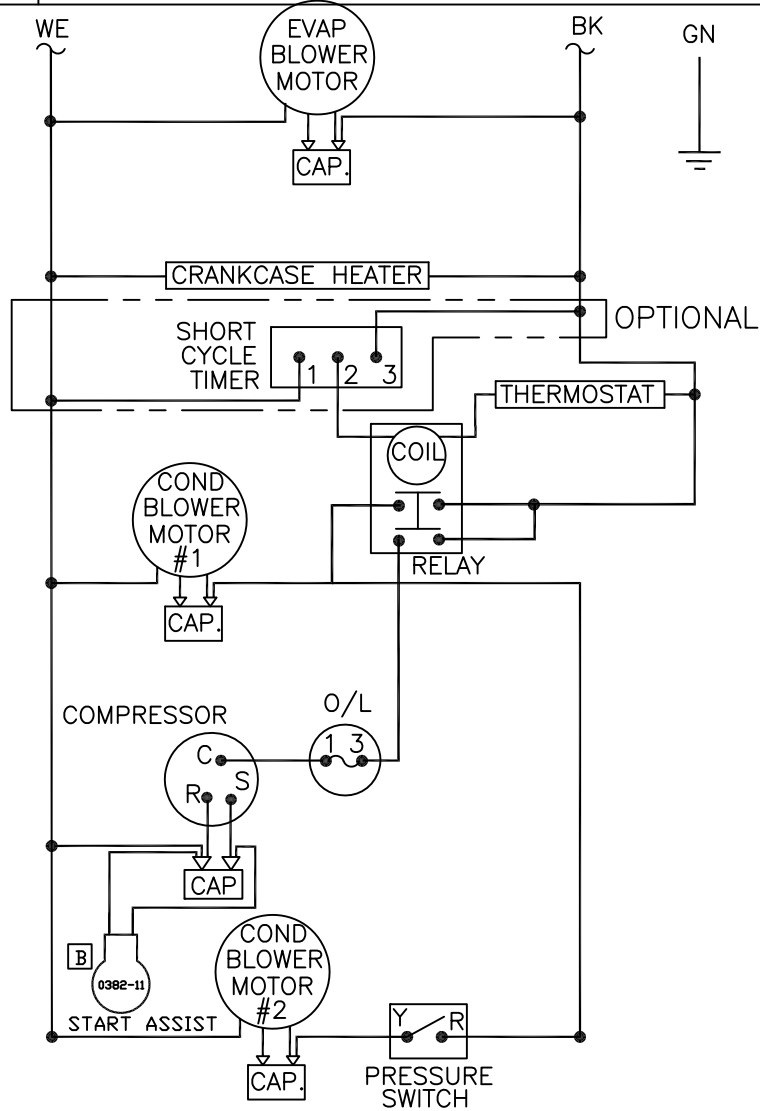 WE
EVAP
BLOWER
MOTOR
BK
GN
CAP.
CRANKCASE HEATER
OPTIONAL
SHORT
CYCLE
TIMER
1 2 3
THERMOSTAT
COIL
COND
BLOWER
MOTOR
#1
RELAY
CAP.
COMPRESSOR
O/L
1 3
C
R S
CAP
B
0382-11
START ASSIST
COND
BLOWER
MOTOR
#2
Y R
CAP.
PRESSURE
SWITCH